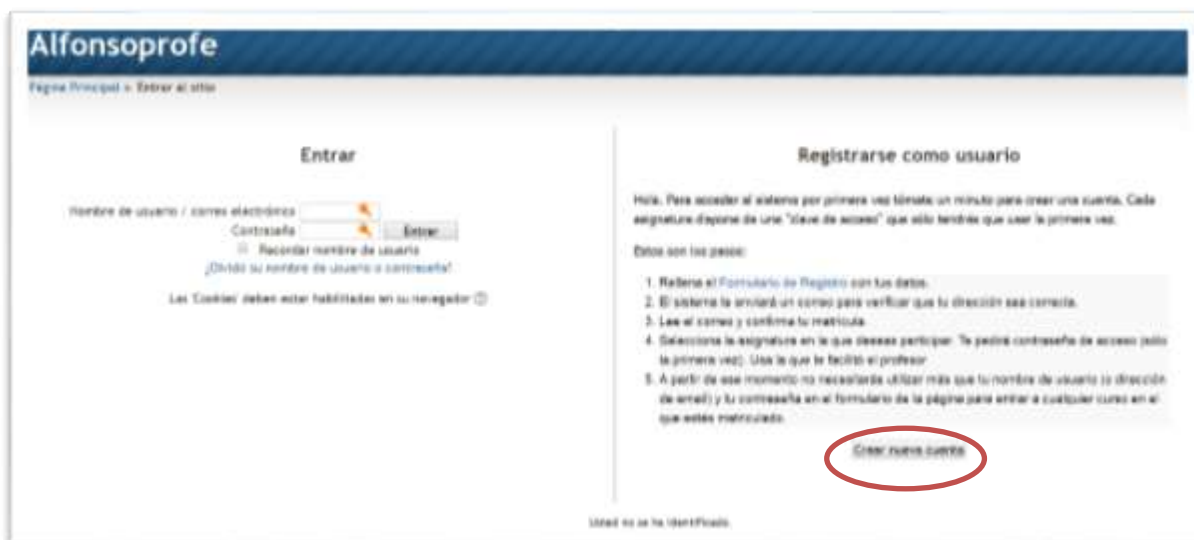 Alfonsoprofe
Página Principal » Entrar al sitio
Entrar
Nombre de usuario / correo electrónico
Contraseña
Entrar
Recordar nombre de usuario
¿Olvidó su nombre de usuario o contraseña?
Las 'Cookies' deben estar habilitadas en su navegador
Registrarse como usuario
Hola. Para acceder al sistema por primera vez tómate un minuto para crear una cuenta. Cada
asignatura dispone de una "clave de acceso" que sólo tendrás que usar la primera vez.
Estos son los pasos:
1. Rellena el Formulario de Registro con tus datos.
2. El sistema te enviará un correo para verificar que tu dirección sea correcta.
3. Lee el correo y confirma tu matrícula
4. Selecciona la asignatura en la que deseas participar. Te pedirá contraseña de acceso (sólo
la primera vez). Usa la que te facilitó el profesor
5. A partir de ese momento no necesitarás utilizar más que tu nombre de usuario (o dirección
de email) y tu contraseña en el formulario de la página para entrar a cualquier curso en el
que estés matriculado.
Crear nueva cuenta
Usted no se ha identificado.